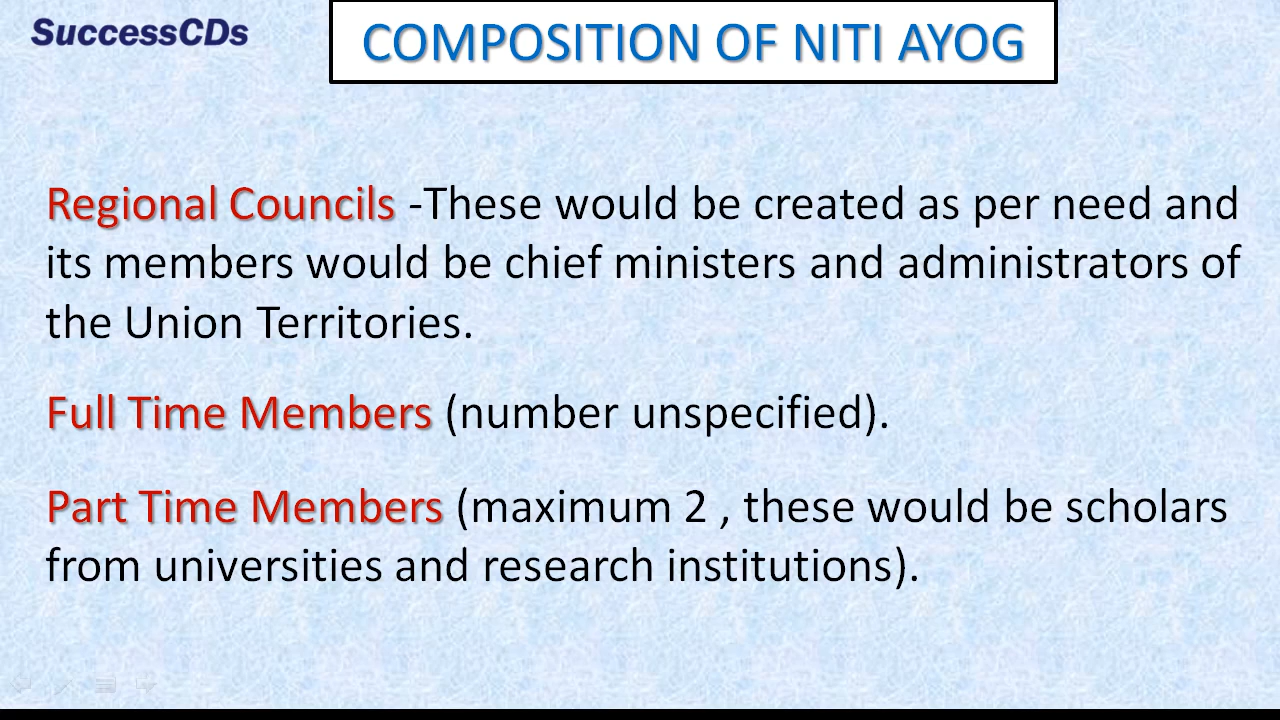 SuccessCDs
COMPOSITION OF NITI AYOG
Regional Councils -These would be created as per need and
its members would be chief ministers and administrators of
the Union Territories.
Full Time Members (number unspecified).
Part Time Members (maximum 2 , these would be scholars
from universities and research institutions).